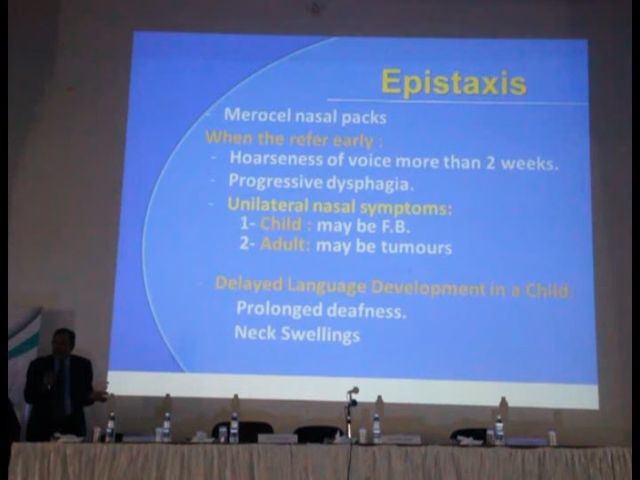 Epistaxis
- Merocel nasal packs
When the refer early :
- Hoarseness of voice more than 2 weeks.
- Progressive dysphagia.
- Unilateral nasal symptoms:
1- Child : may be F.B.
2- Adult: may be tumours
- Delayed Language Development in a Child:
Prolonged deafness.
Neck Swellings